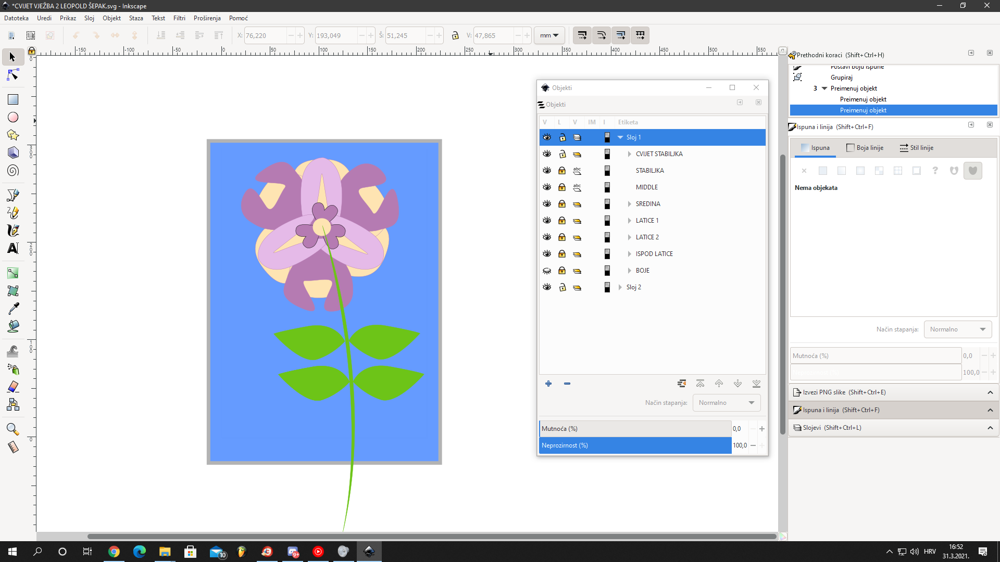 *CVIJET VJEŽBA 2 LEOPOLD ŠEPAK.svg - Inkscape
Datoteka Uredi Prikaz Sloj Objekt Staza Tekst Filtri Proširenja Pomoć
X: 76,220 Y: 193,049 Š: 51,245 V: 47,865 mm
-150 -100 -50 0 50 100 150 200 250 300 350 400 450 500 550
300
200
100
0
Prethodni koraci (Shift+Ctrl+H)
Postavi boju ispune
Grupiraj
3 Preimenuj objekt
Preimenuj objekt
Preimenuj objekt
Ispuna i linija (Shift+Ctrl+F)
Ispuna Boja linije Stil linije
?
Nema objekata
Način stapanja: Normalno
Mutnoća (%) 0,0
100,0
Izvezi PNG slike (Shift+Ctrl+E)
Ispuna i linija (Shift+Ctrl+F)
Slojevi (Shift+Ctrl+L)
Objekti
Objekti
V L V IM I Etiketa
Sloj 1
CVIJET STABILJKA
abc STABILJKA
abc MIDDLE
SREDINA
LATICE 1
LATICE 2
ISPOD LATICE
BOJE
Sloj 2
Način stapanja: Normalno
Mutnoća (%) 0,0
Neprozirnost (%) 100,0
10
9+
HRV
16:52
31.3.2021.